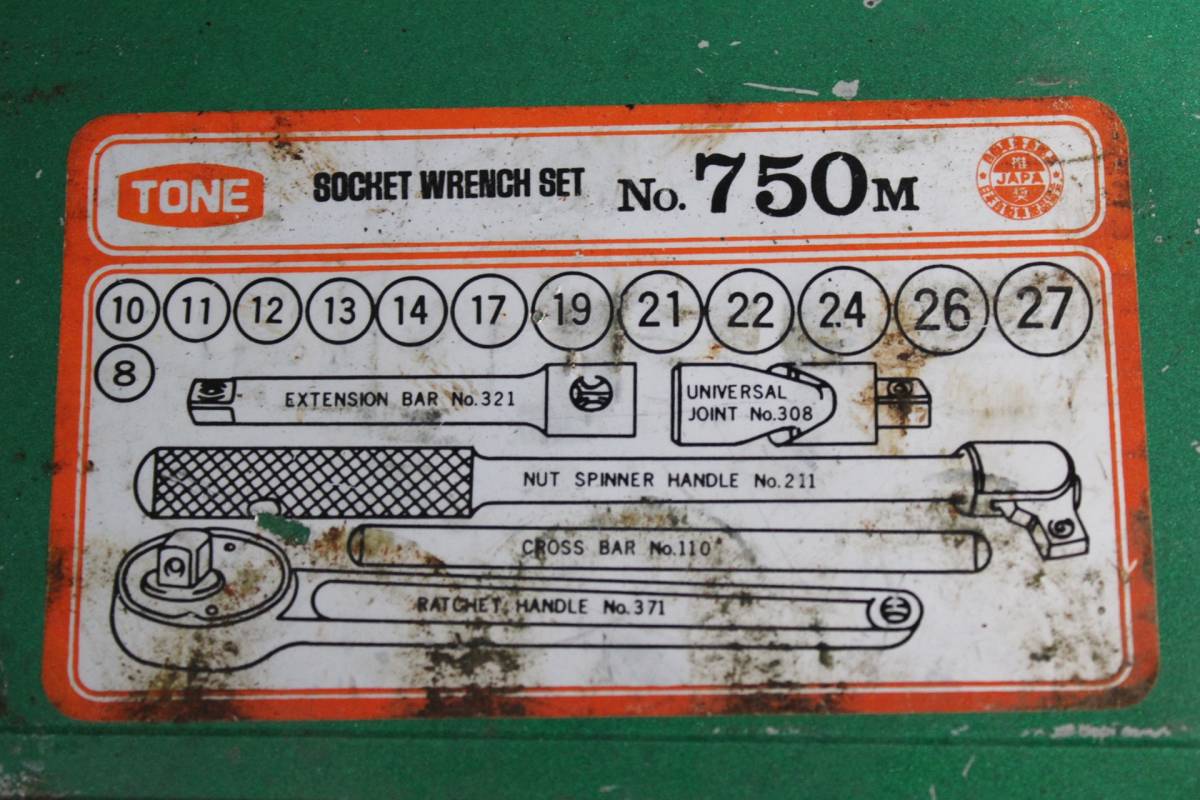 TONE SOCKET WRENCH SET No. 750M
JAPA
10 11 12 13 14 17 19 21 22 24 26 27
8
EXTENSION BAR No.321
UNIVERSAL
JOINT No.308
NUT SPINNER HANDLE No.211
CROSS BAR No.110
RATCHET HANDLE No.371